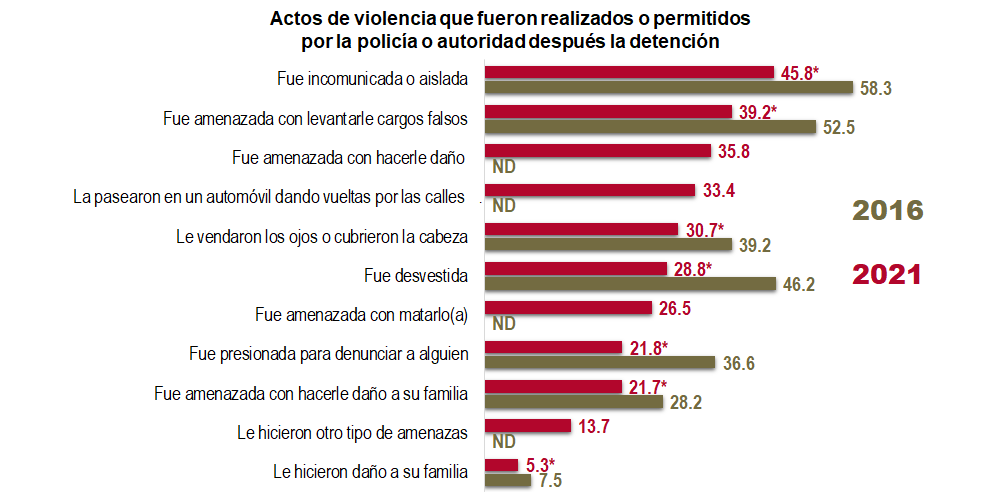 Actos de violencia que fueron realizados o permitidos
por la policía o autoridad después la detención
Fue incomunicada o aislada
45.8*
58.3
Fue amenazada con levantarle cargos falsos
39.2*
52.5
Fue amenazada con hacerle daño
35.8
ND
La pasearon en un automóvil dando vueltas por las calles
33.4
ND
2016
Le vendaron los ojos o cubrieron la cabeza
30.7*
39.2
Fue desvestida
28.8*
46.2
2021
Fue amenazada con matarlo(a)
26.5
ND
Fue presionada para denunciar a alguien
21.8*
36.6
Fue amenazada con hacerle daño a su familia
21.7*
28.2
Le hicieron otro tipo de amenazas
13.7
ND
Le hicieron daño a su familia
5.3*
7.5